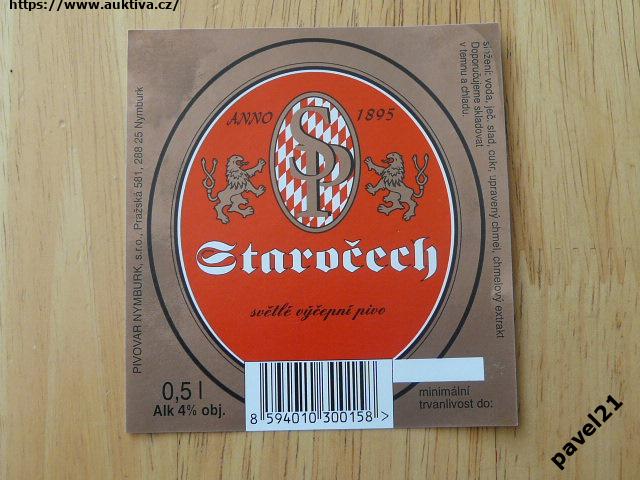 https://www.auktiva.cz/
ANNO 1895
SP
Staročech
světlé výčepní pivo
PIVOVAR NYMBURK, s.r.o., Pražská 581, 288 25 Nymburk
složení: voda, ječ. slad, cukr, upravený chmel, chmelový extrakt
Doporučujeme skladovat
v temnu a chladu.
0,5 l
Alk 4% obj.
8 594010 300158 >
minimální
trvanlivost do:
pavel21